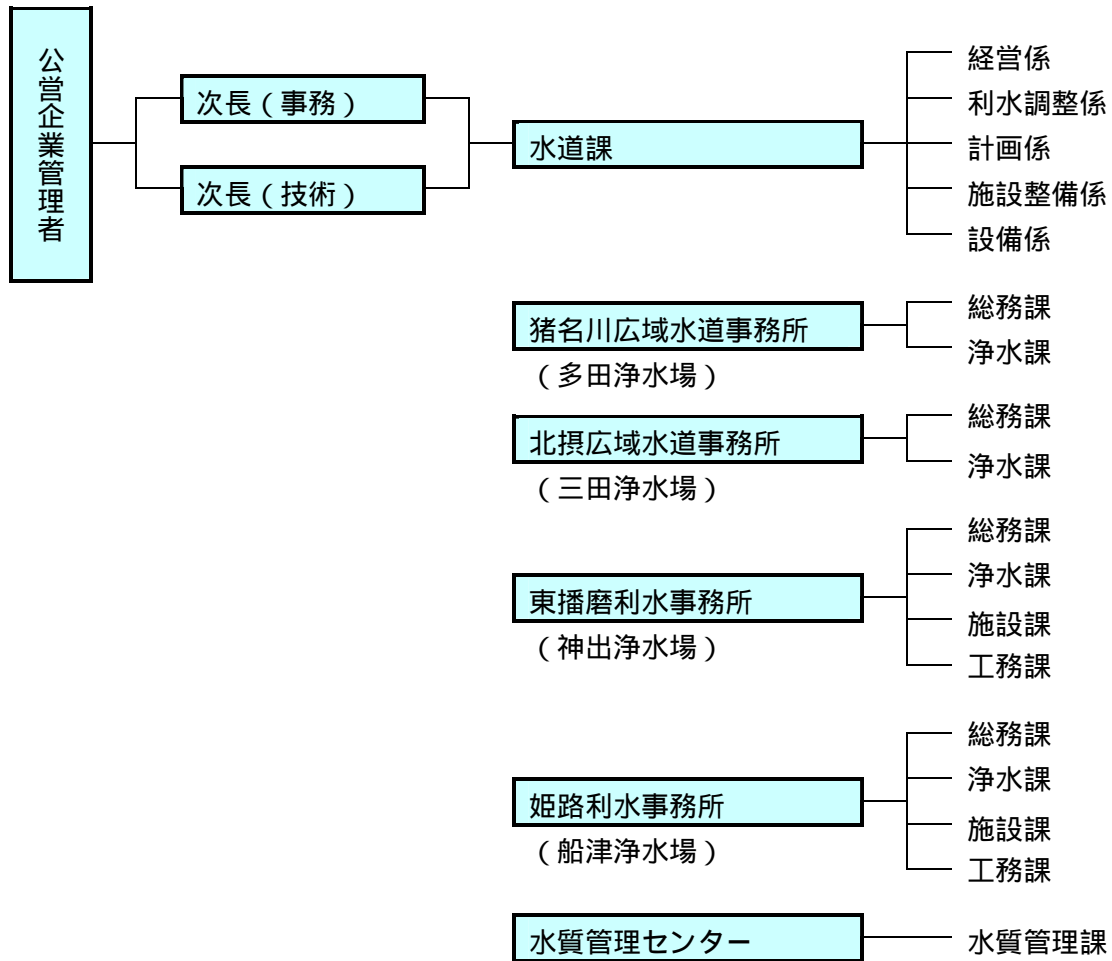 公営企業管理者
次長（事務）
次長（技術）
水道課
経営係
利水調整係
計画係
施設整備係
設備係
猪名川広域水道事務所
（多田浄水場）
総務課
浄水課
北摂広域水道事務所
（三田浄水場）
総務課
浄水課
東播磨利水事務所
（神出浄水場）
総務課
浄水課
施設課
工務課
姫路利水事務所
（船津浄水場）
総務課
浄水課
施設課
工務課
水質管理センター
水質管理課